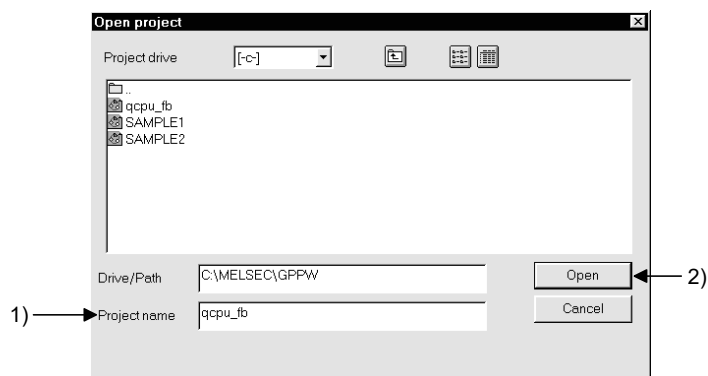 Open project
Project drive [-c-]
..
qcpu_fb
SAMPLE1
SAMPLE2
Drive/Path C:\MELSEC\GPPW Open 2)
1) Project name qcpu_fb Cancel